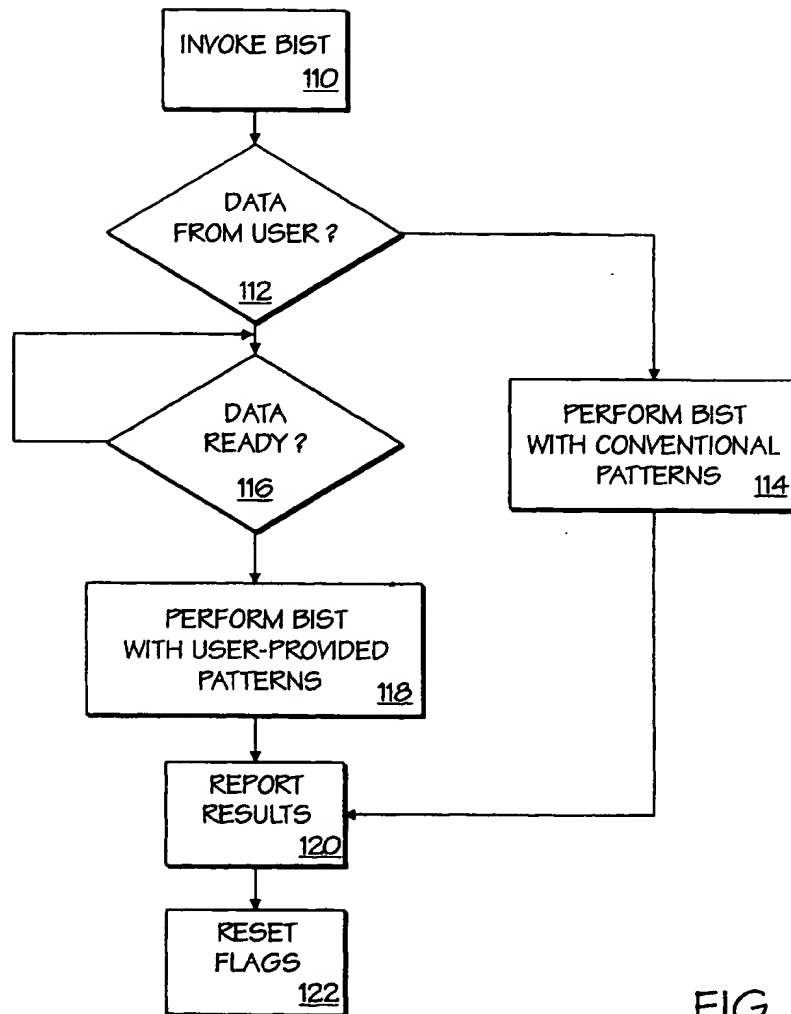 INVOKE BIST
110
DATA
FROM USER ?
112
DATA
READY ?
116
PERFORM BIST
WITH CONVENTIONAL
PATTERNS
114
PERFORM BIST
WITH USER-PROVIDED
PATTERNS
118
REPORT
RESULTS
120
RESET
FLAGS
122
FIG